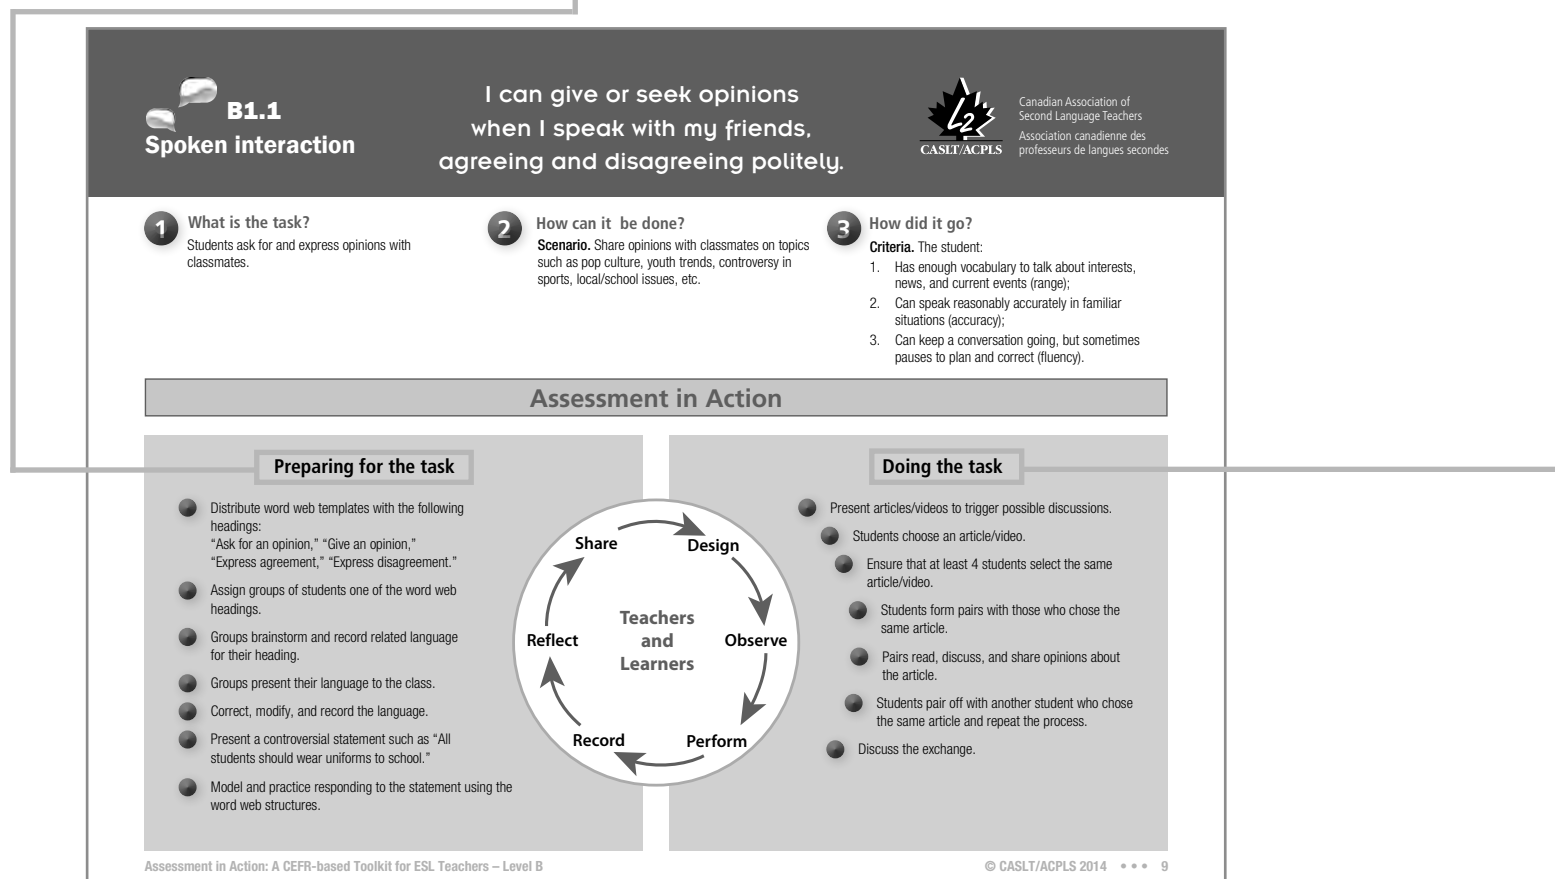 B1.1
Spoken interaction
I can give or seek opinions
when I speak with my friends,
agreeing and disagreeing politely.
L2
CASLT/ACPLS
Canadian Association of
Second Language Teachers
Association canadienne des
professeurs de langues secondes
1
What is the task?
Students ask for and express opinions with
classmates.
2
How can it be done?
Scenario. Share opinions with classmates on topics
such as pop culture, youth trends, controversy in
sports, local/school issues, etc.
3
How did it go?
Criteria. The student:
1. Has enough vocabulary to talk about interests,
news, and current events (range);
2. Can speak reasonably accurately in familiar
situations (accuracy);
3. Can keep a conversation going, but sometimes
pauses to plan and correct (fluency).
Assessment in Action
Preparing for the task
Distribute word web templates with the following
headings:
“Ask for an opinion,” “Give an opinion,”
“Express agreement,” “Express disagreement.”
Assign groups of students one of the word web
headings.
Groups brainstorm and record related language
for their heading.
Groups present their language to the class.
Correct, modify, and record the language.
Present a controversial statement such as “All
students should wear uniforms to school.”
Model and practice responding to the statement using the
word web structures.
Share
Design
Observe
Perform
Record
Reflect
Teachers
and
Learners
Doing the task
Present articles/videos to trigger possible discussions.
Students choose an article/video.
Ensure that at least 4 students select the same
article/video.
Students form pairs with those who chose the
same article.
Pairs read, discuss, and share opinions about
the article.
Students pair off with another student who chose
the same article and repeat the process.
Discuss the exchange.
Assessment in Action: A CEFR-based Toolkit for ESL Teachers – Level B
© CASLT/ACPLS 2014 • • • 9